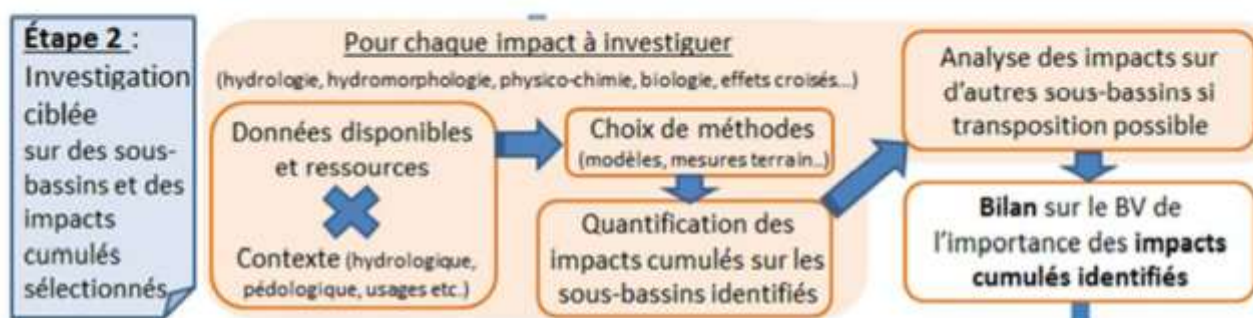 Étape 2 :
Investigation
ciblée
sur des sous-
bassins et des
impacts
cumulés
sélectionnés
Pour chaque impact à investiguer
(hydrologie, hydromorphologie, physico-chimie, biologie, effets croisés...)
Données disponibles
et ressources
Contexte (hydrologique,
pédologique, usages etc.)
Choix de méthodes
(modèles, mesures terrain...)
Quantification des
impacts cumulés sur les
sous-bassins identifiés
Analyse des impacts sur
d'autres sous-bassins si
transposition possible
Bilan sur le BV de
l'importance des impacts
cumulés identifiés